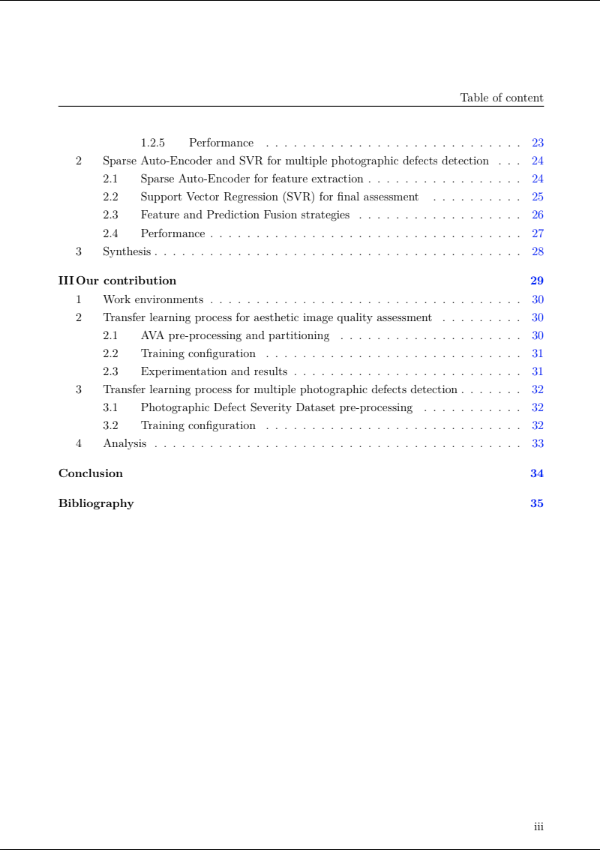 Table of content
1.2.5 Performance . . . . . . . . . . . . . . . . . . . . . . . . . . . . 23
2 Sparse Auto-Encoder and SVR for multiple photographic defects detection . . . 24
2.1 Sparse Auto-Encoder for feature extraction . . . . . . . . . . . . . . . . . 24
2.2 Support Vector Regression (SVR) for final assessment . . . . . . . . . . 25
2.3 Feature and Prediction Fusion strategies . . . . . . . . . . . . . . . . . . 26
2.4 Performance . . . . . . . . . . . . . . . . . . . . . . . . . . . . . . . . . . 27
3 Synthesis . . . . . . . . . . . . . . . . . . . . . . . . . . . . . . . . . . . . . . . . 28
III Our contribution 29
1 Work environments . . . . . . . . . . . . . . . . . . . . . . . . . . . . . . . . . . 30
2 Transfer learning process for aesthetic image quality assessment . . . . . . . . . 30
2.1 AVA pre-processing and partitioning . . . . . . . . . . . . . . . . . . . . 30
2.2 Training configuration . . . . . . . . . . . . . . . . . . . . . . . . . . . . 31
2.3 Experimentation and results . . . . . . . . . . . . . . . . . . . . . . . . . 31
3 Transfer learning process for multiple photographic defects detection . . . . . . . 32
3.1 Photographic Defect Severity Dataset pre-processing . . . . . . . . . . . 32
3.2 Training configuration . . . . . . . . . . . . . . . . . . . . . . . . . . . . 32
4 Analysis . . . . . . . . . . . . . . . . . . . . . . . . . . . . . . . . . . . . . . . . 33
Conclusion 34
Bibliography 35
iii